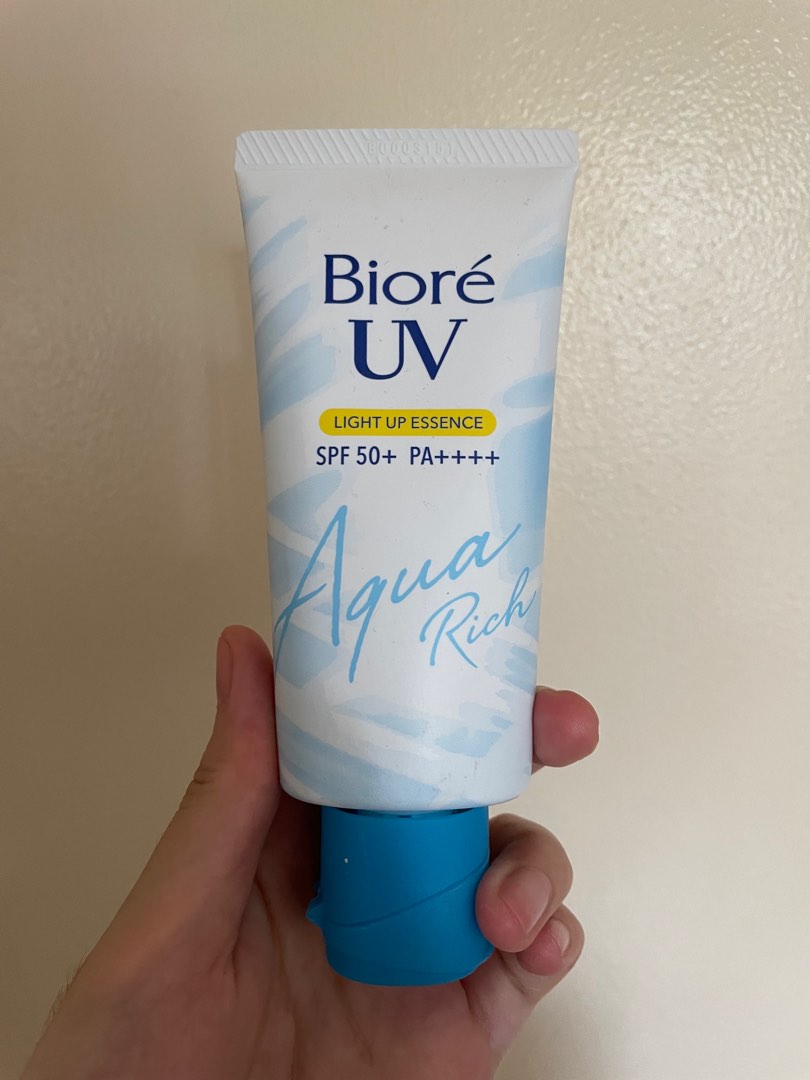 Bioré
UV
LIGHT UP ESSENCE
SPF 50+ PA++++
Aqua
Rich